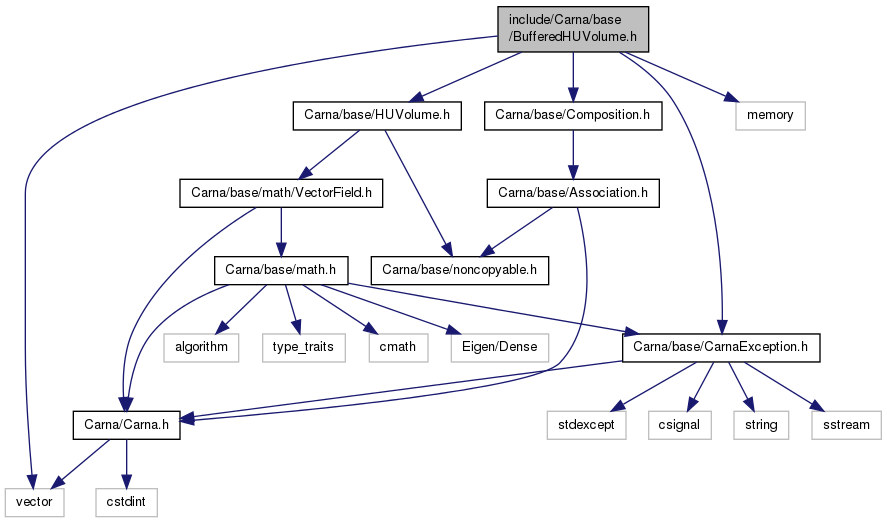 include/Carna/base
/BufferedHUVolume.h
Carna/base/HUVolume.h
Carna/base/Composition.h
memory
Carna/base/math/VectorField.h
Carna/base/Association.h
Carna/base/math.h
Carna/base/noncopyable.h
algorithm
type_traits
cmath
Eigen/Dense
Carna/base/CarnaException.h
Carna/Carna.h
stdexcept
csignal
string
sstream
vector
cstdint